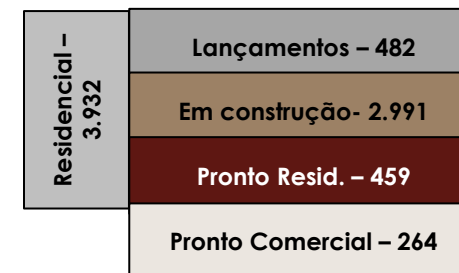 Residencial –
3.932
Lançamentos – 482
Em construção- 2.991
Pronto Resid. – 459
Pronto Comercial – 264